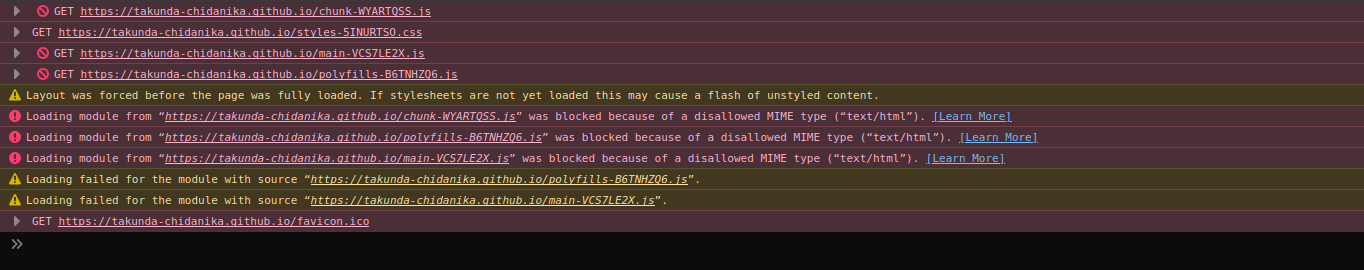 GET https://takunda-chidanika.github.io/chunk-WYARTQSS.js
GET https://takunda-chidanika.github.io/styles-5INURTSO.css
GET https://takunda-chidanika.github.io/main-VCS7LE2X.js
GET https://takunda-chidanika.github.io/polyfills-B6TNHZQ6.js
Layout was forced before the page was fully loaded. If stylesheets are not yet loaded this may cause a flash of unstyled content.
Loading module from “https://takunda-chidanika.github.io/chunk-WYARTQSS.js” was blocked because of a disallowed MIME type (“text/html”). [Learn More]
Loading module from “https://takunda-chidanika.github.io/polyfills-B6TNHZQ6.js” was blocked because of a disallowed MIME type (“text/html”). [Learn More]
Loading module from “https://takunda-chidanika.github.io/main-VCS7LE2X.js” was blocked because of a disallowed MIME type (“text/html”). [Learn More]
Loading failed for the module with source “https://takunda-chidanika.github.io/polyfills-B6TNHZQ6.js”.
Loading failed for the module with source “https://takunda-chidanika.github.io/main-VCS7LE2X.js”.
GET https://takunda-chidanika.github.io/favicon.ico